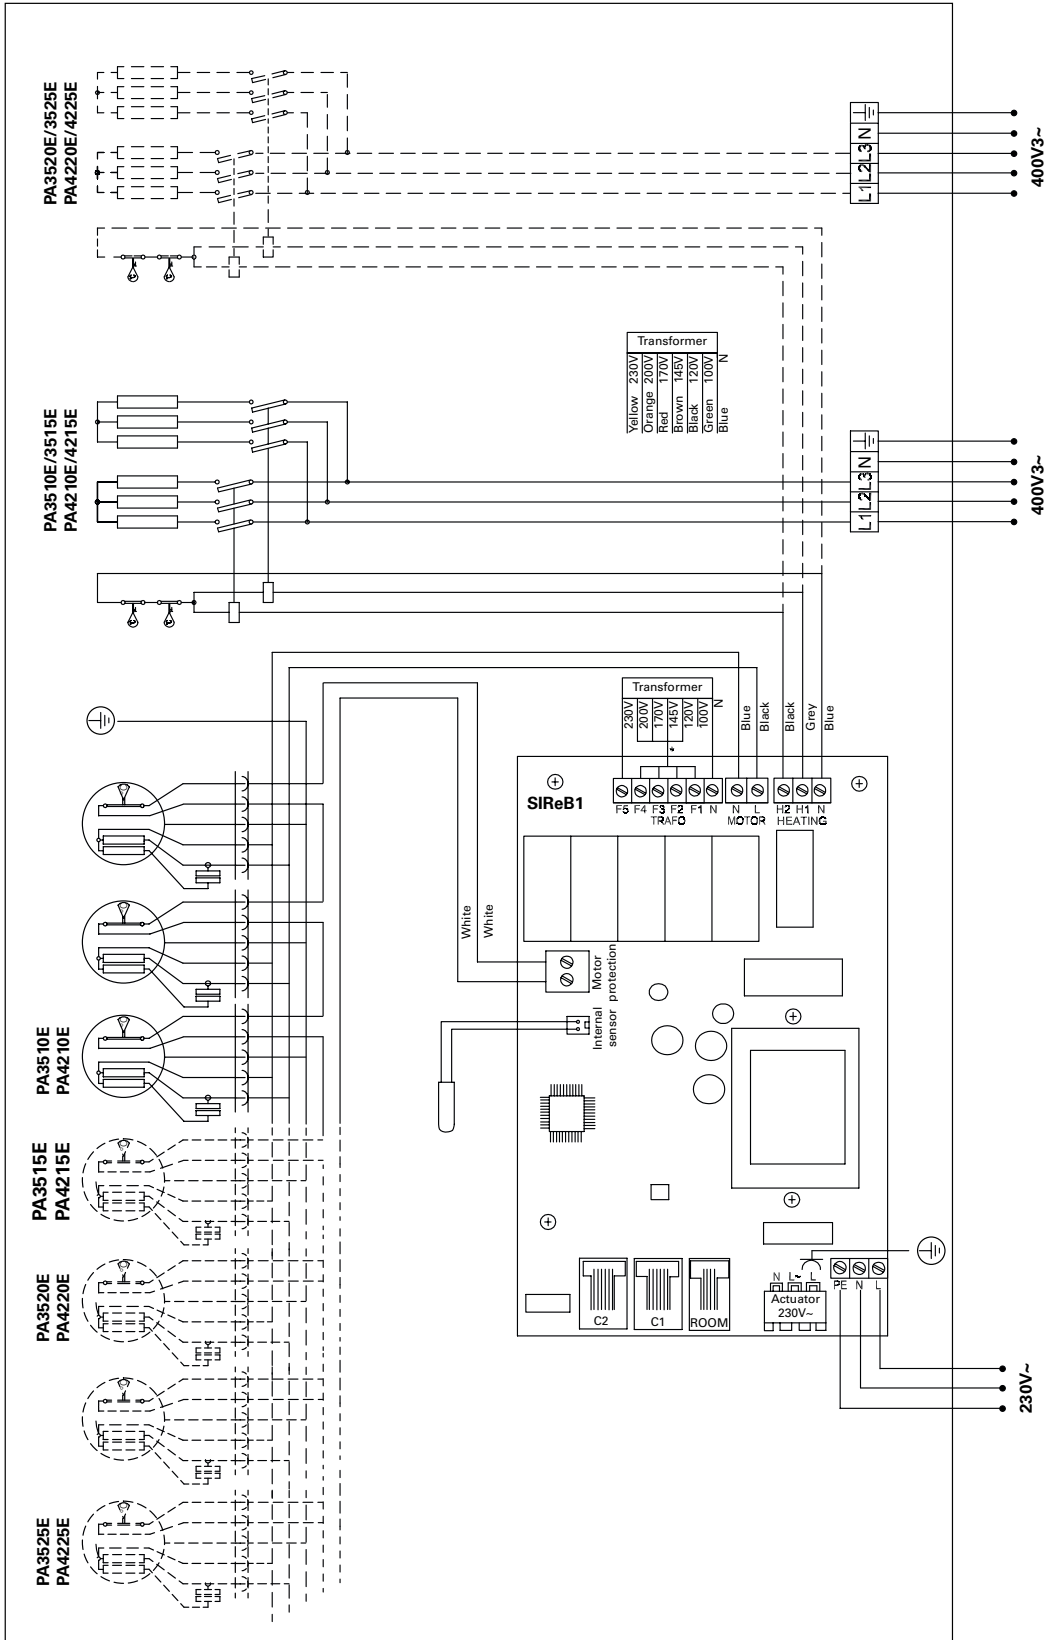 PA3520E/3525E
PA4220E/4225E
L1 L2 L3 N
400V3~
Transformer
Yellow 230V
Orange 200V
Red 170V
Brown 145V
Black 120V
Green 100V
Blue N
PA3510E/3515E
PA4210E/4215E
L1 L2 L3 N
400V3~
Transformer
230V
200V
170V
145V
120V
100V
N
*
Blue
Black
Black
Grey
Blue
SIReB1
F5 F4 F3 F2 F1 N
TRAFO
N L
MOTOR
H2 H1 N
HEATING
White
White
Motor
protection
Internal
sensor
PA3510E
PA4210E
PA3515E
PA4215E
PA3520E
PA4220E
PA3525E
PA4225E
C2
C1
ROOM
N L~ L
Actuator
230V~
PE N L
230V~